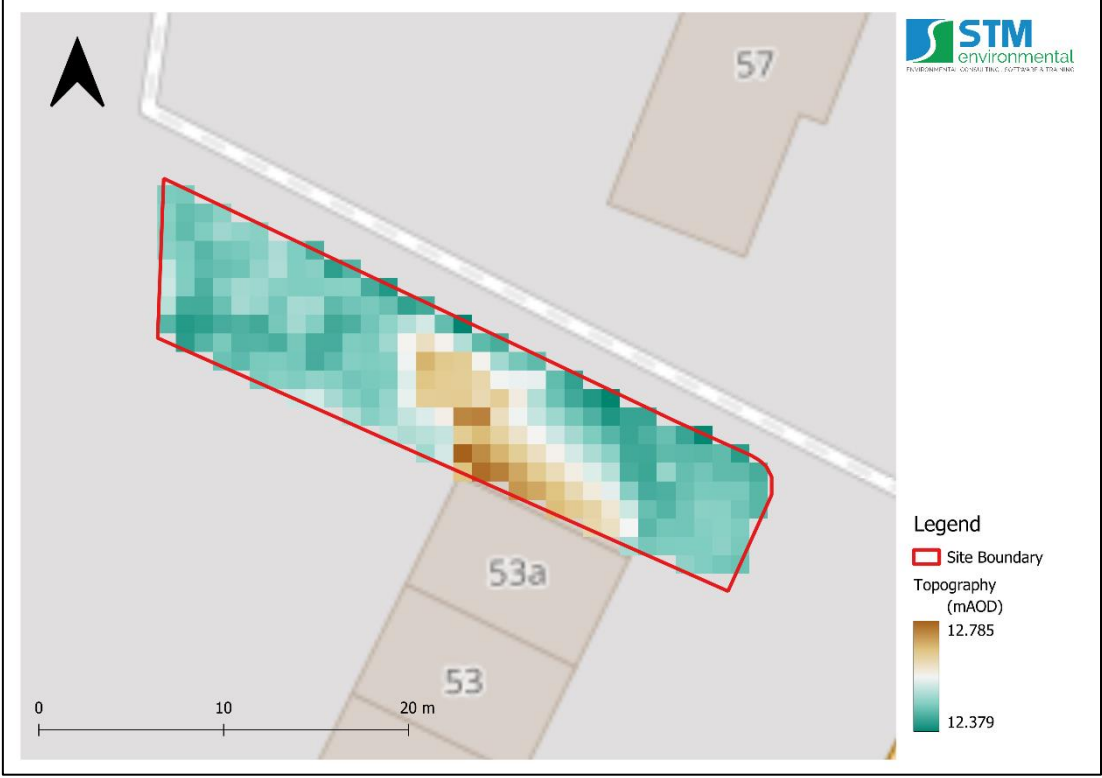 57
STM
environmental
ENVIRONMENTAL CONSULTING, SOFTWARE & TRAINING
53a
53
0 10 20 m
Legend
Site Boundary
Topography
(mAOD)
12.785
12.379